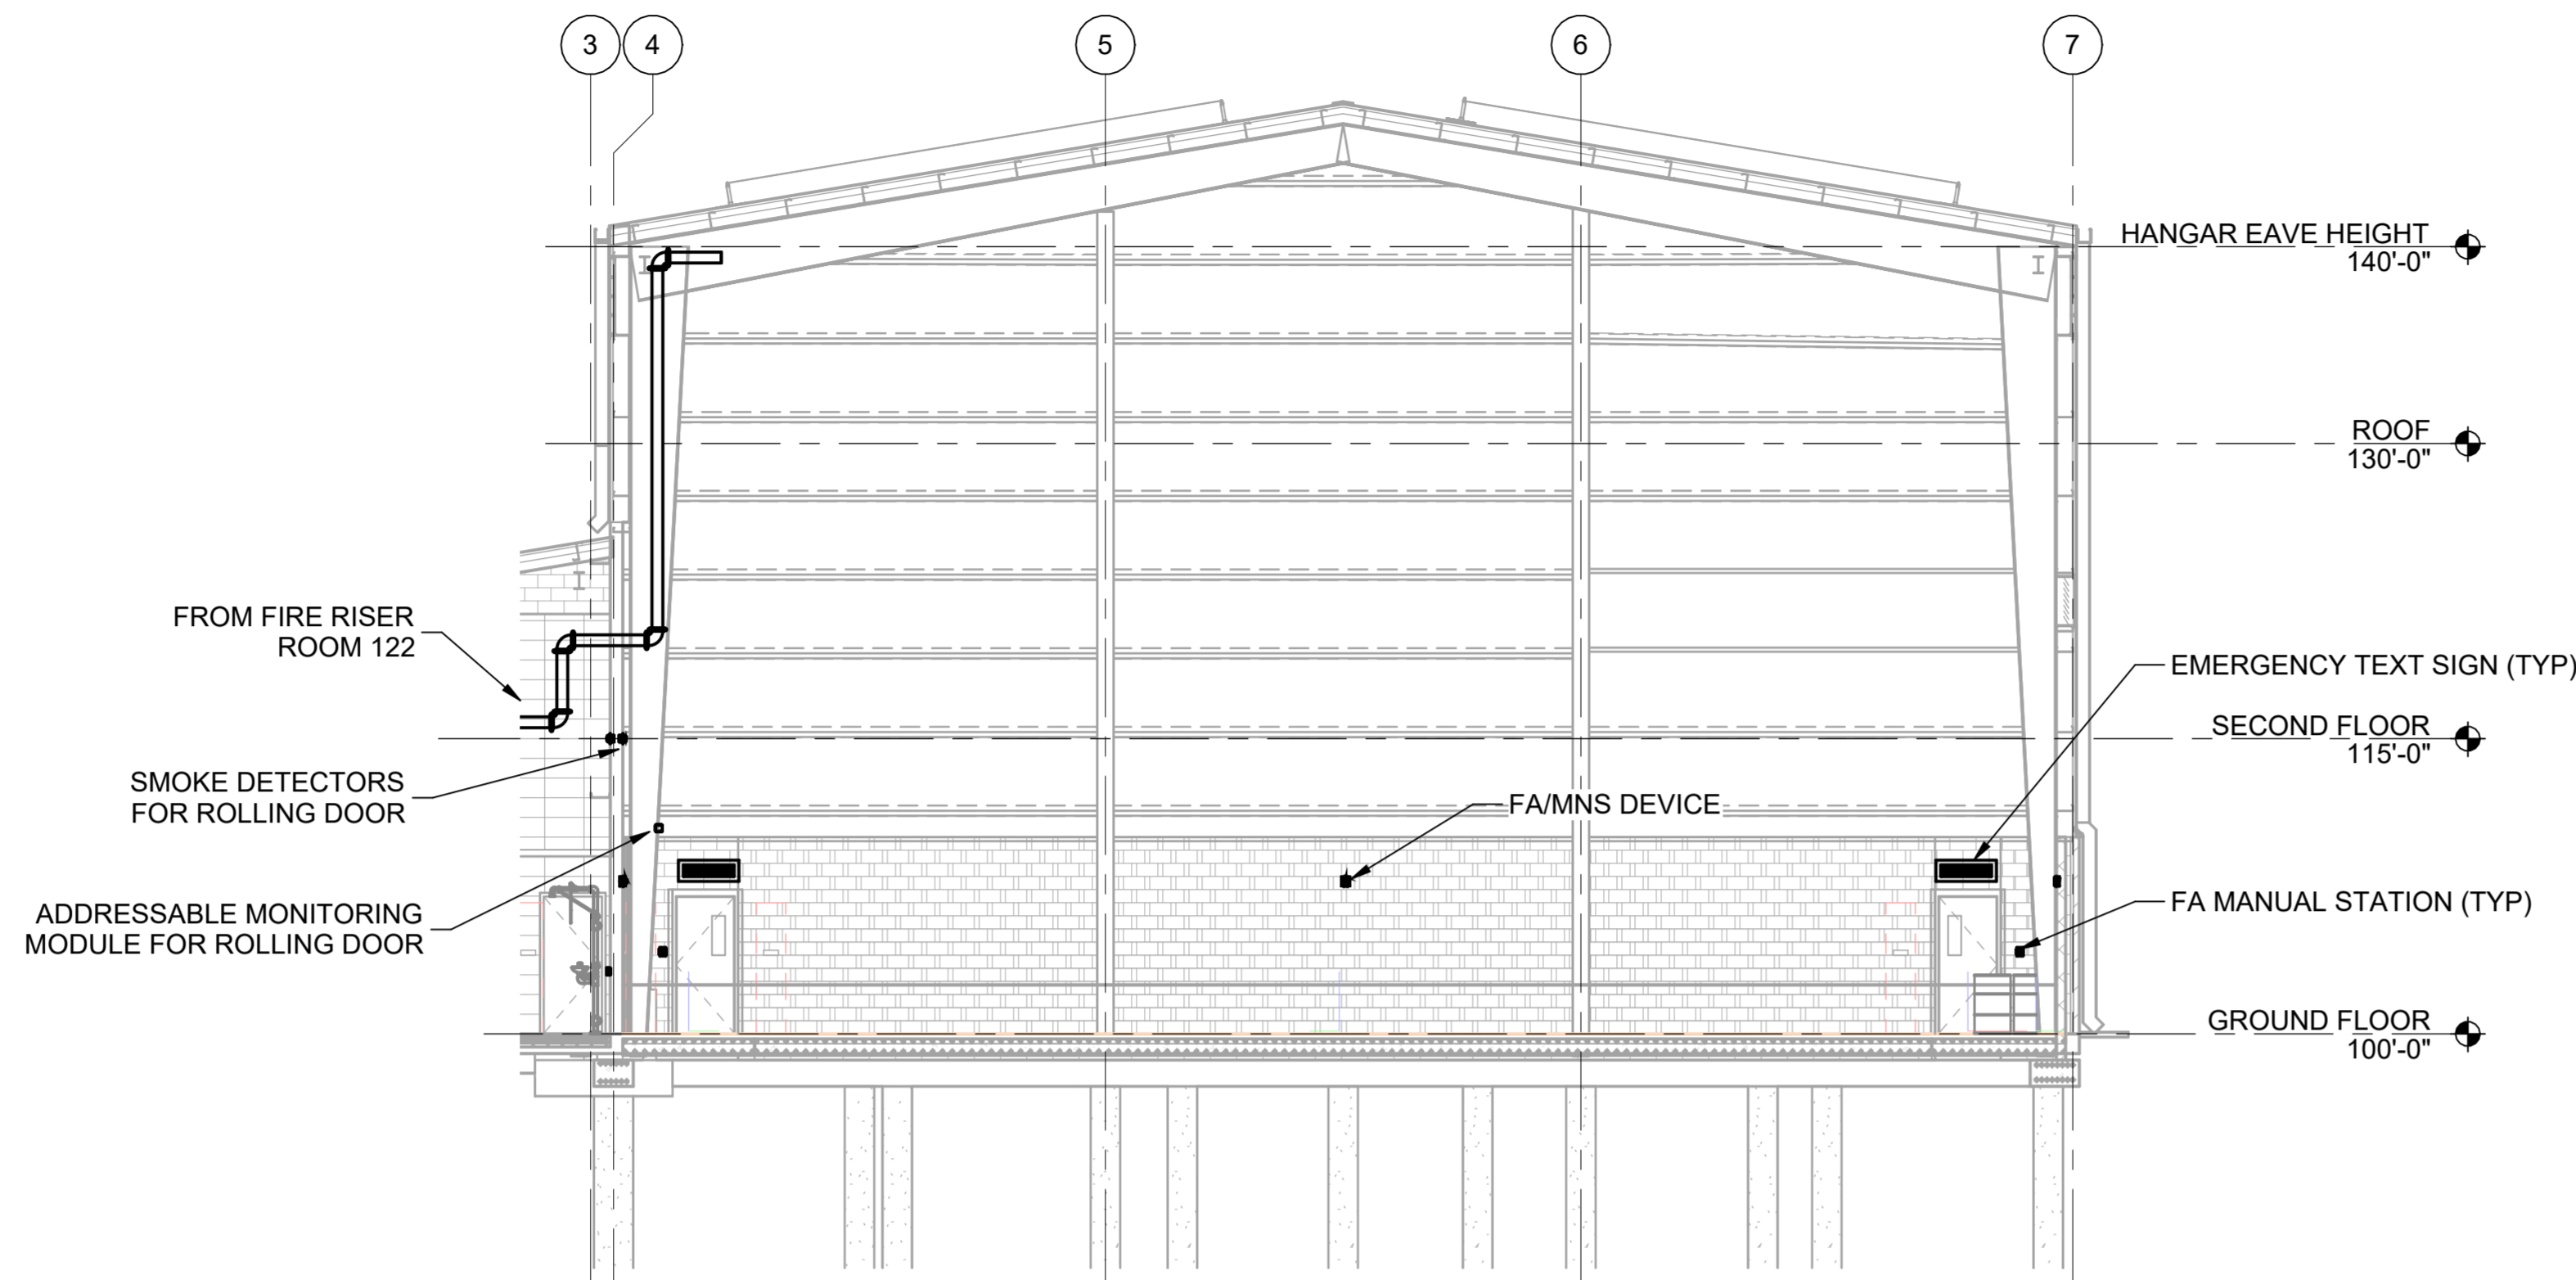 3
4
5
6
7
HANGAR EAVE HEIGHT
140'-0"
ROOF
130'-0"
FROM FIRE RISER
ROOM 122
EMERGENCY TEXT SIGN (TYP)
SECOND FLOOR
115'-0"
SMOKE DETECTORS
FOR ROLLING DOOR
FA/MNS DEVICE
ADDRESSABLE MONITORING
MODULE FOR ROLLING DOOR
FA MANUAL STATION (TYP)
GROUND FLOOR
100'-0"